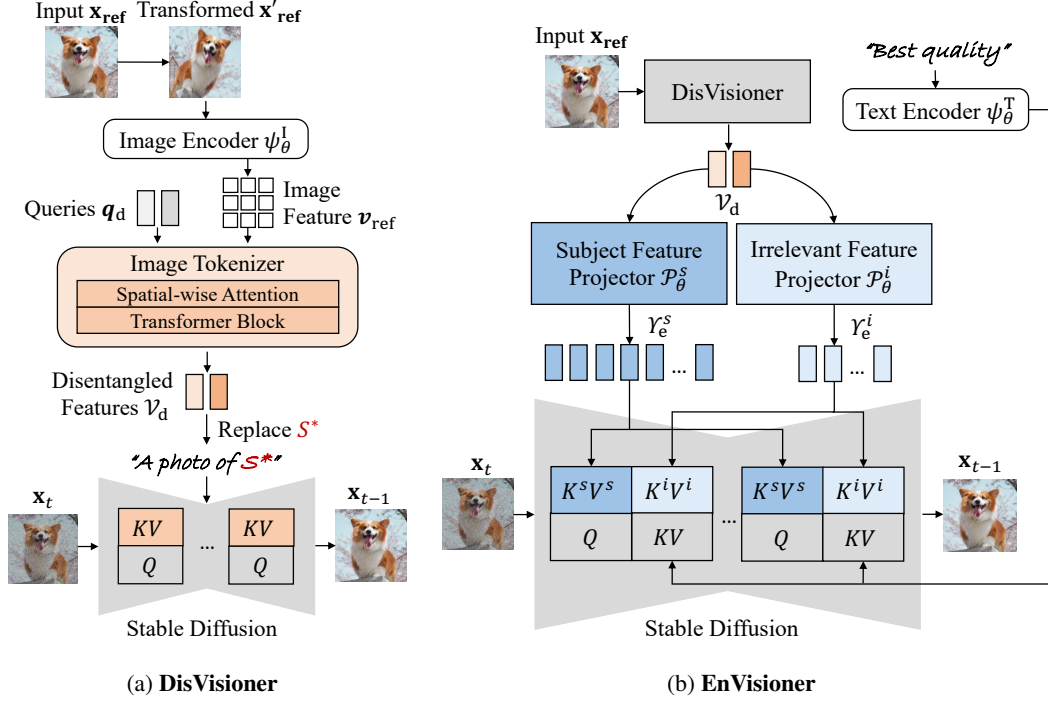 Input x_ref Transformed x'_ref
Image Encoder ψ_θ^I
Queries q_d
Image
Feature v_ref
Image Tokenizer
Spatial-wise Attention
Transformer Block
Disentangled
Features 𝒱_d
Replace S*
"A photo of S*"
x_t
x_{t−1}
KV ... KV
Q Q
Stable Diffusion
(a) DisVisioner
Input x_ref
DisVisioner
"Best quality"
Text Encoder ψ_θ^T
𝒱_d
Subject Feature
Projector 𝒫_θ^s
Irrelevant Feature
Projector 𝒫_θ^i
Υ_e^s
Υ_e^i
...
...
x_t
x_{t−1}
K^sV^s K^iV^i ... K^sV^s K^iV^i
Q KV Q KV
Stable Diffusion
(b) EnVisioner